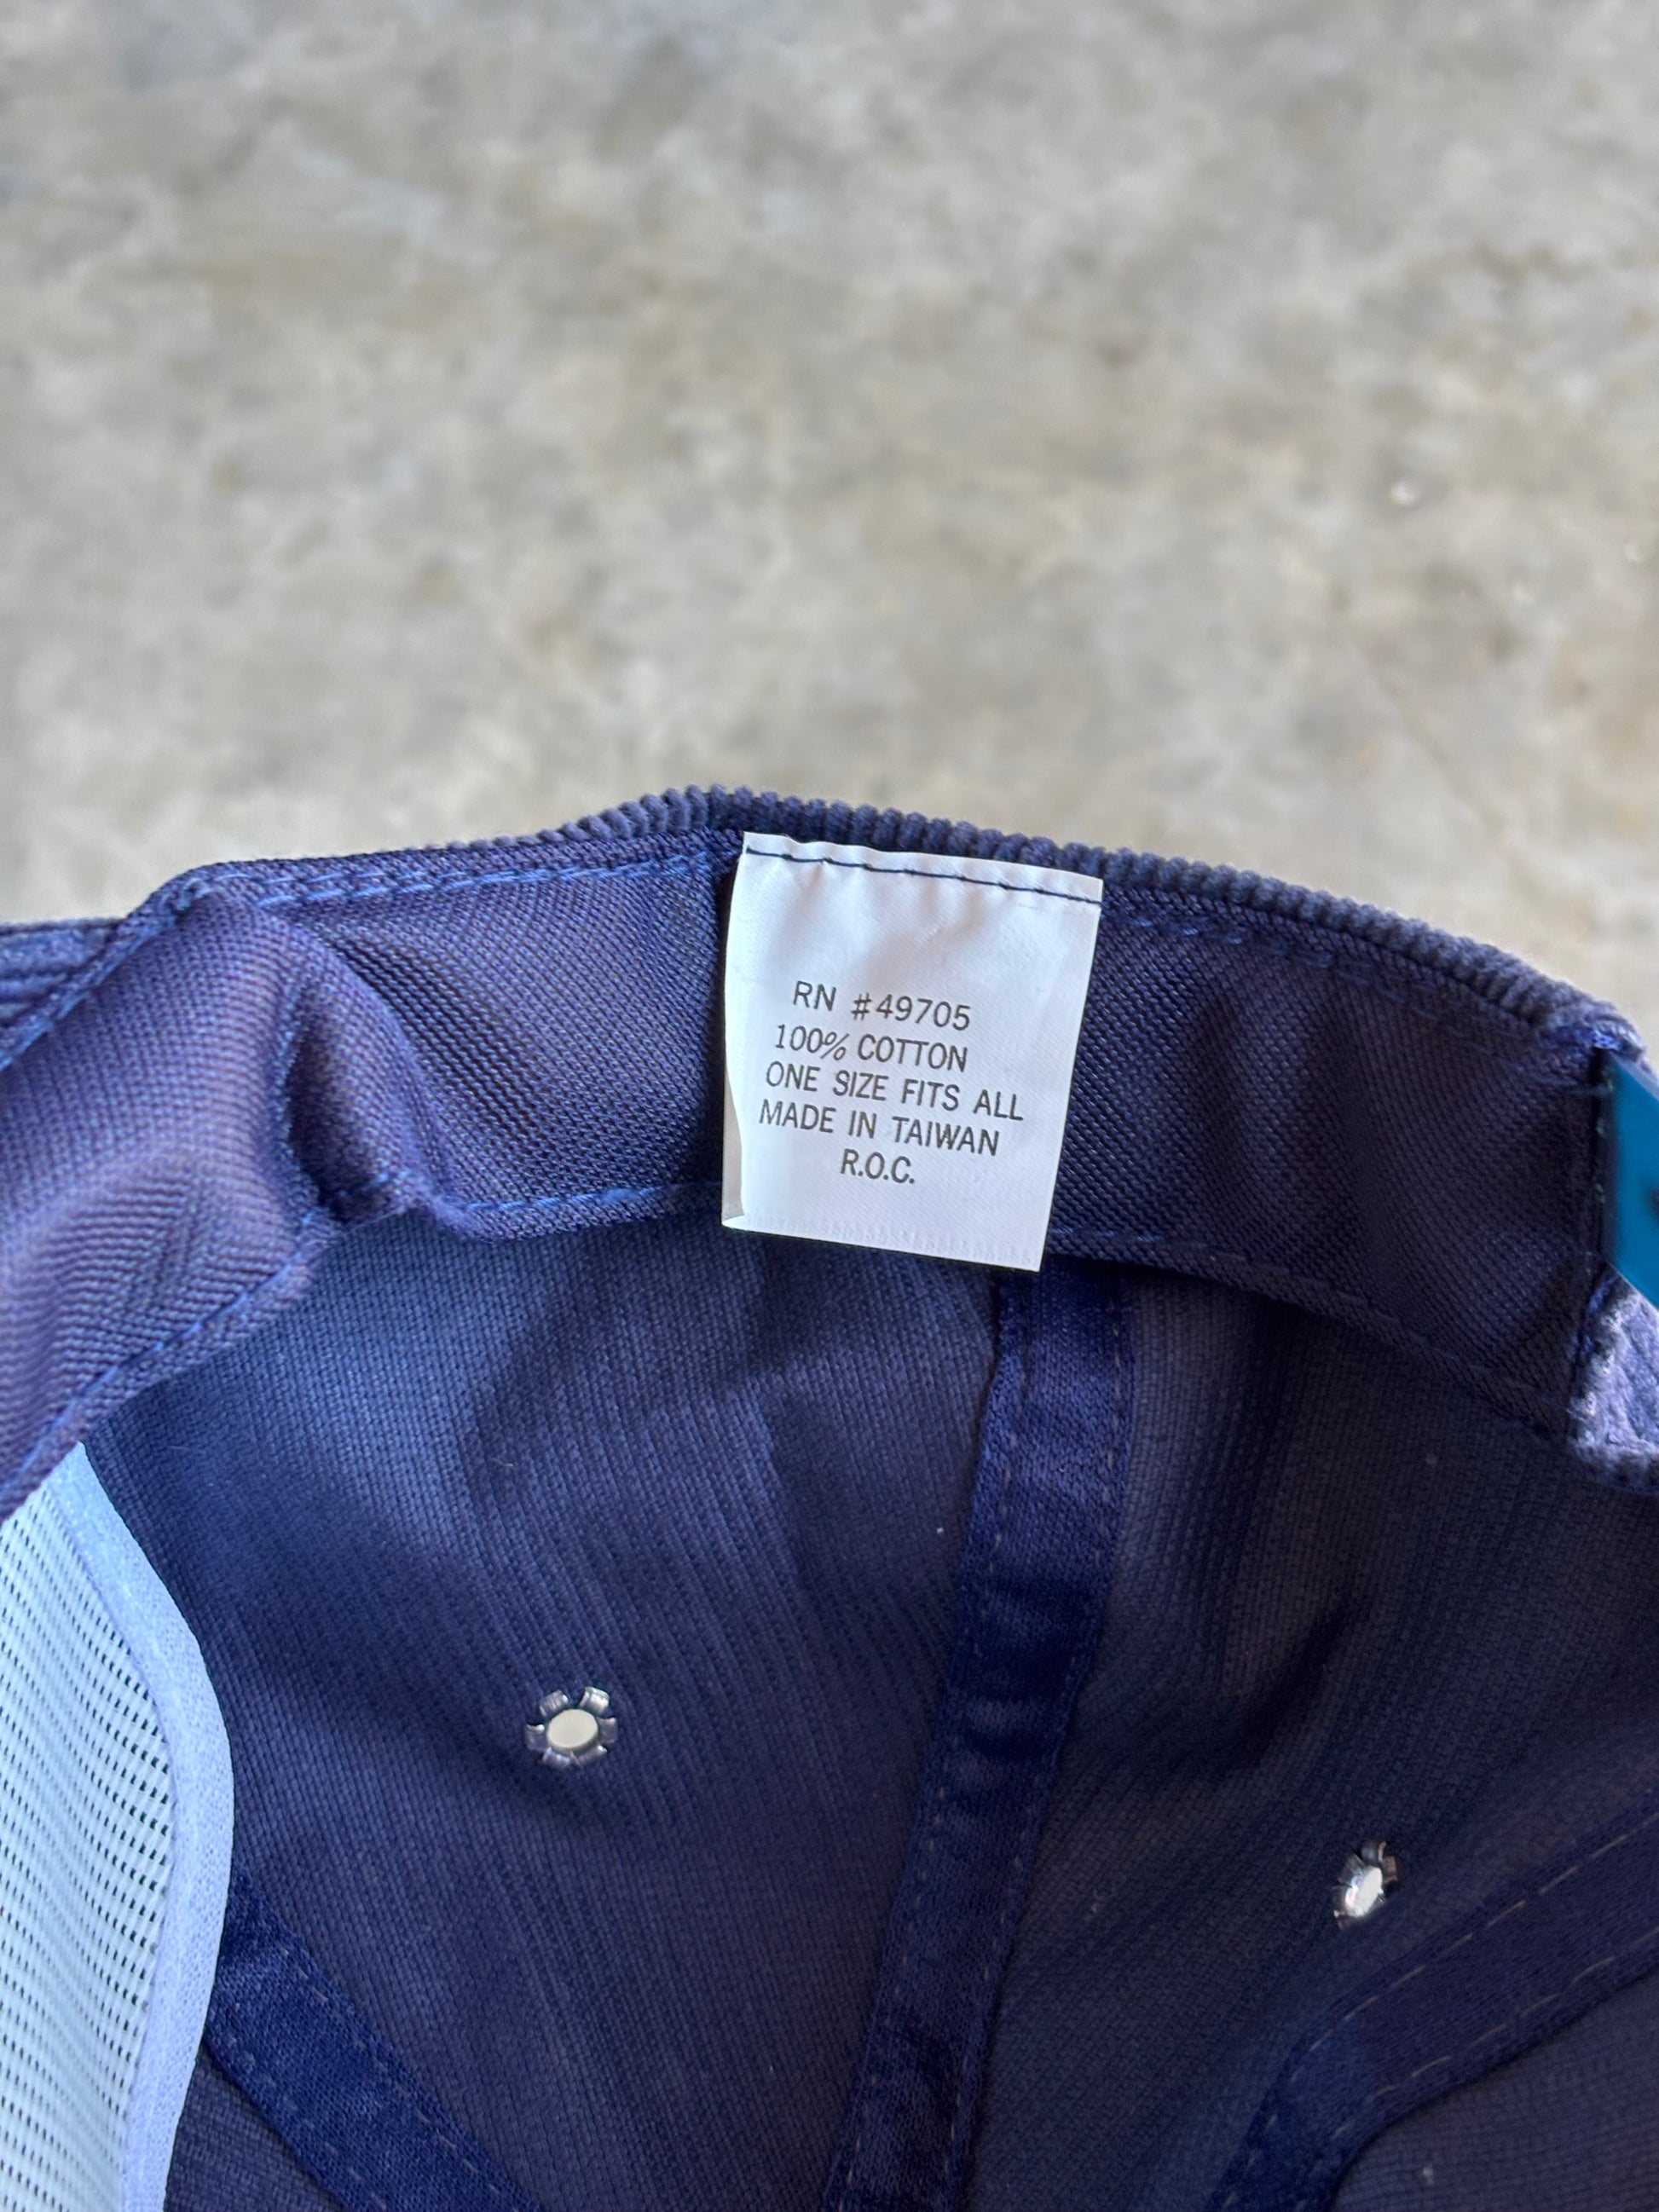 RN #49705
100% COTTON
ONE SIZE FITS ALL
MADE IN TAIWAN
R.O.C.